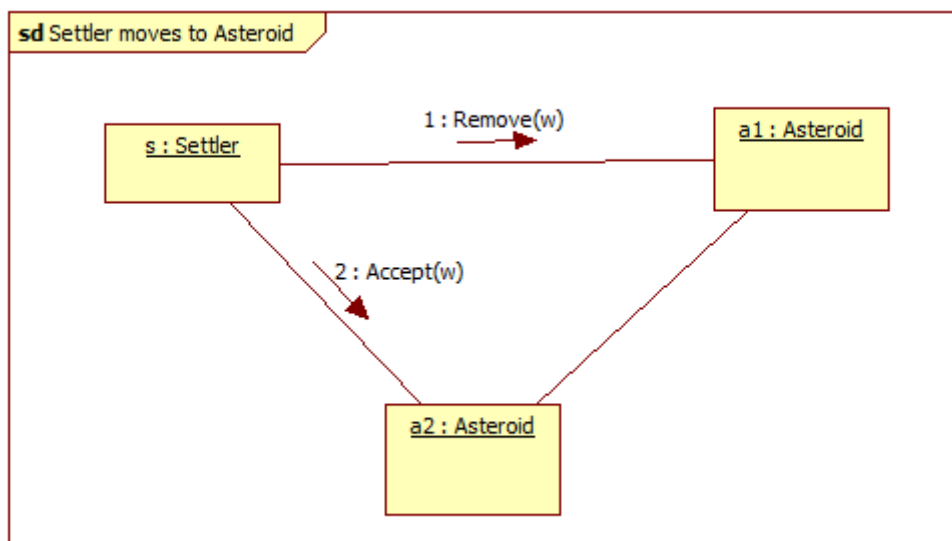 sd Settler moves to Asteroid
1 : Remove(w)
s : Settler
a1 : Asteroid
2 : Accept(w)
a2 : Asteroid